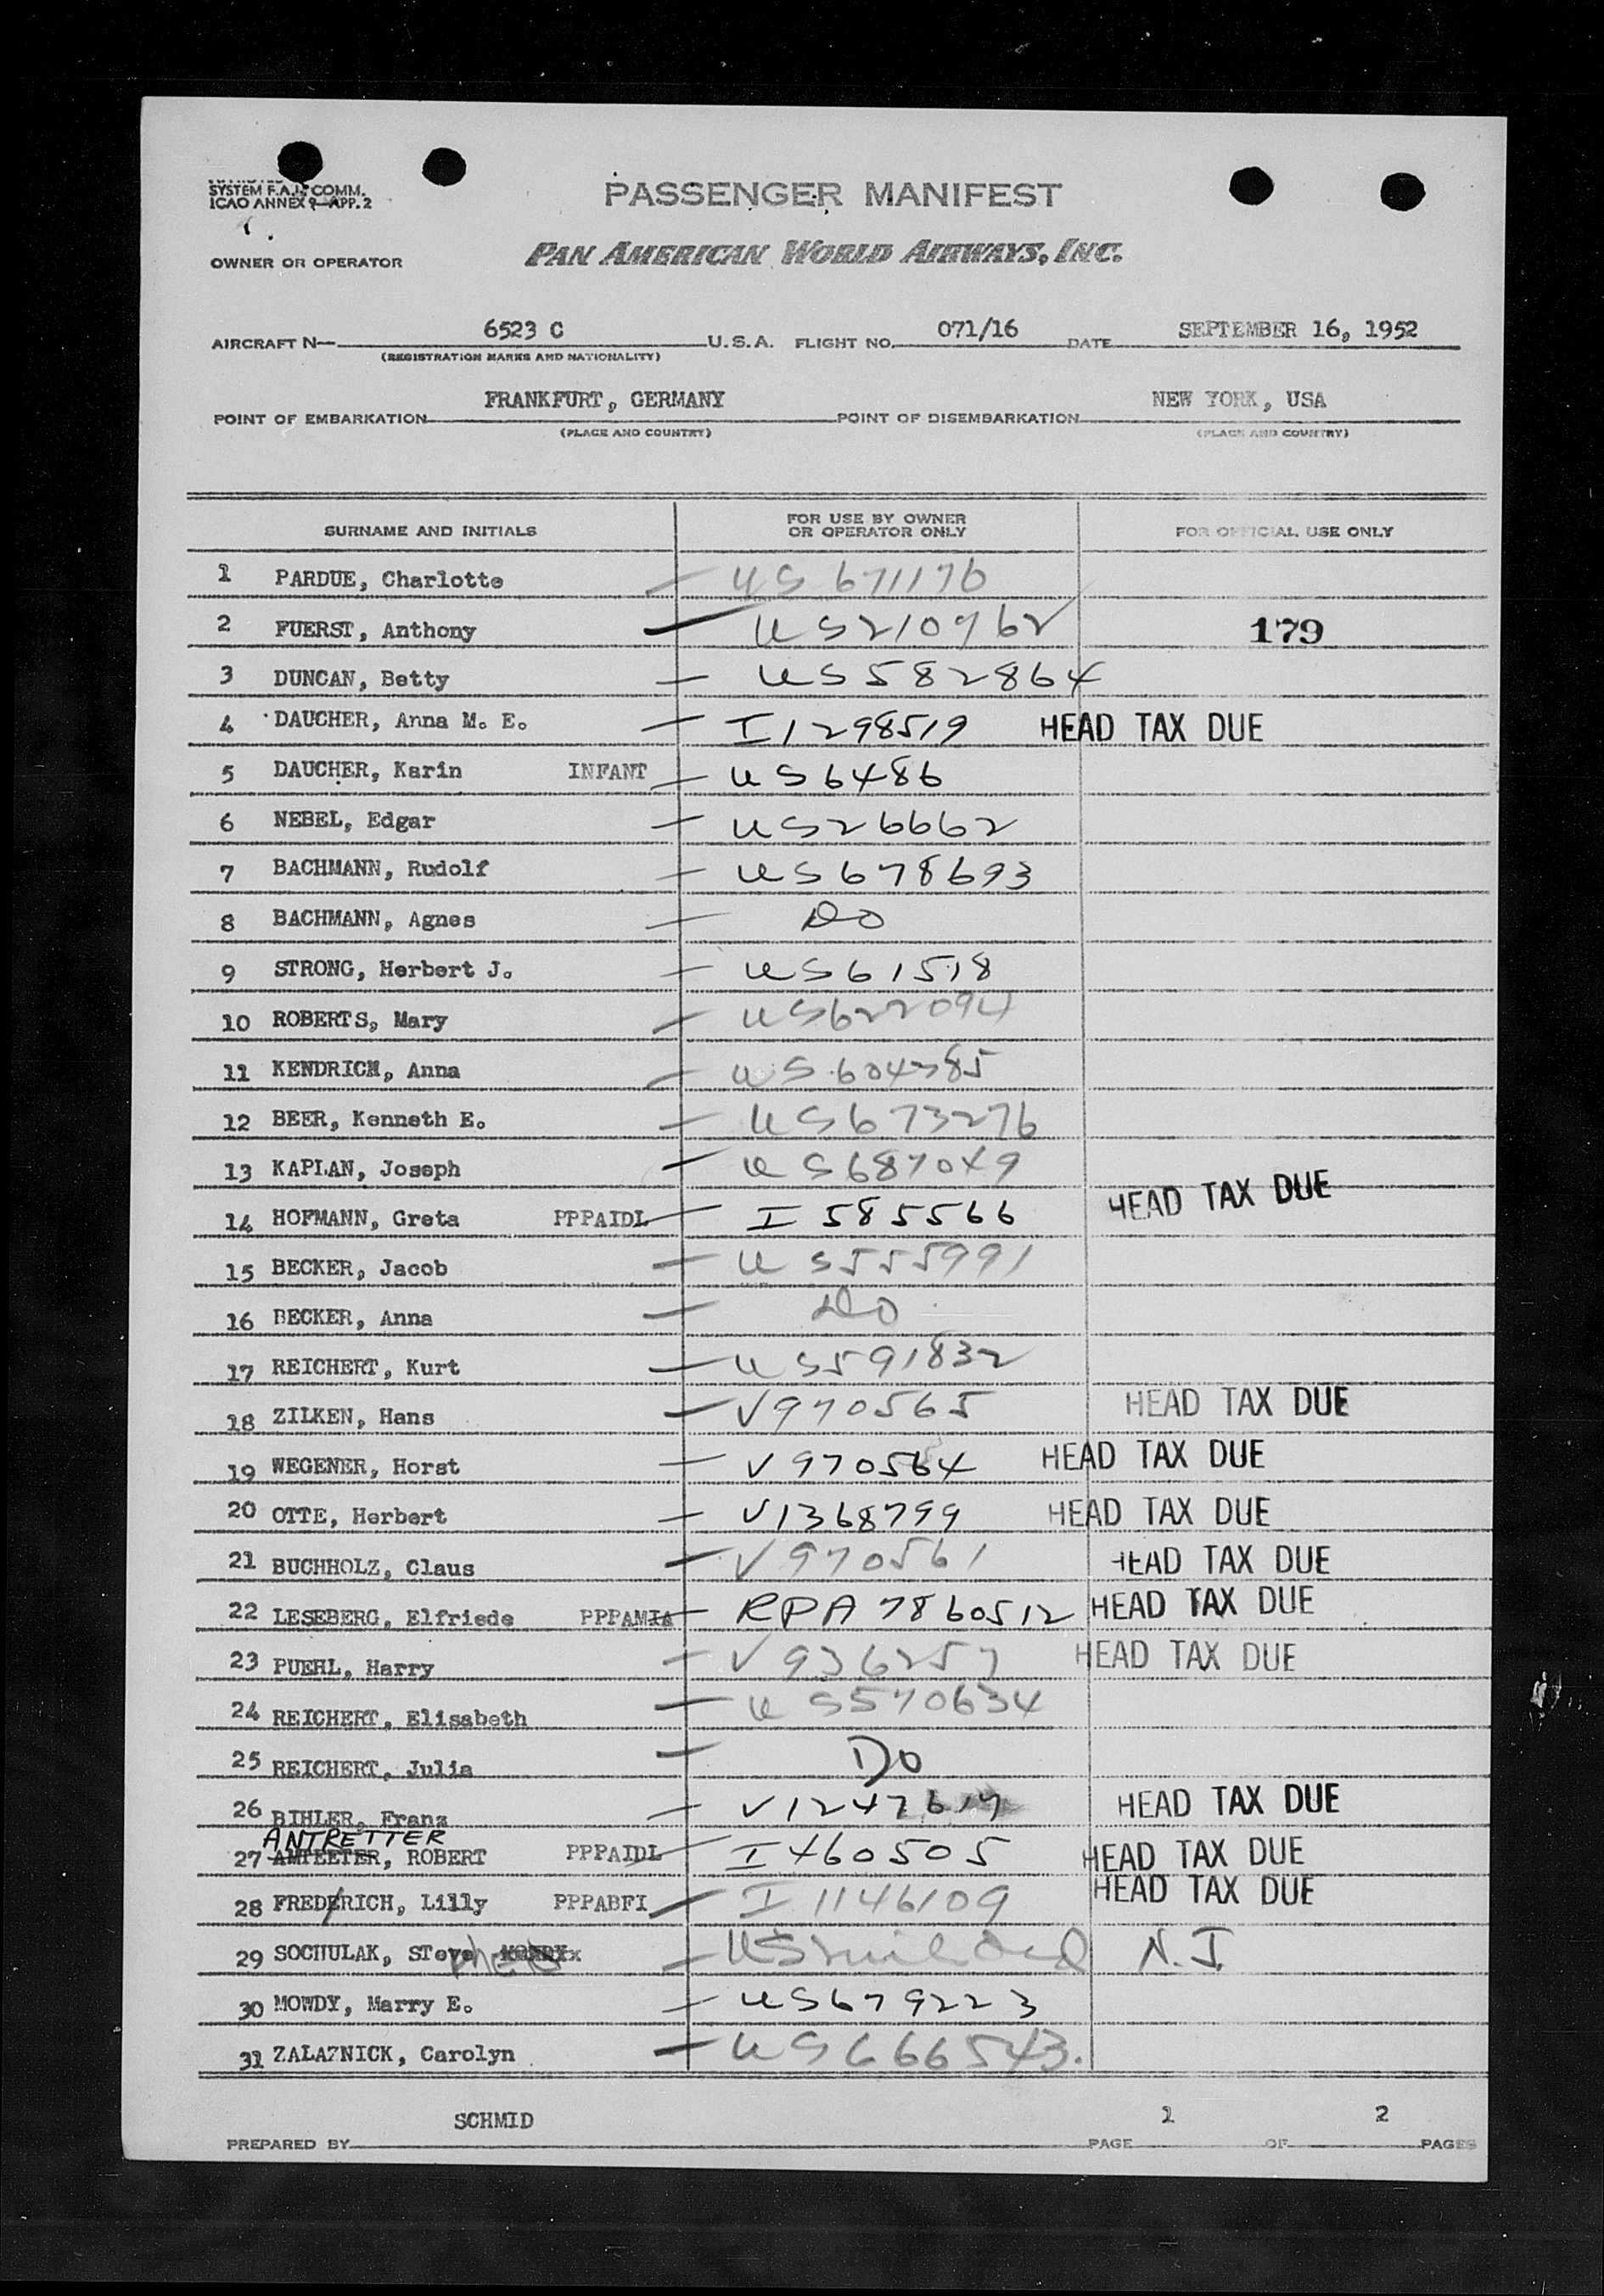 SYSTEM F.A.L. COMM.
ICAO ANNEX 9—APP. 2
PASSENGER MANIFEST
OWNER OR OPERATOR PAN AMERICAN WORLD AIRWAYS, INC.
AIRCRAFT N— 6523 C U.S.A. FLIGHT NO. 071/16 DATE SEPTEMBER 16, 1952
(REGISTRATION MARKS AND NATIONALITY)
POINT OF EMBARKATION FRANKFURT, GERMANY POINT OF DISEMBARKATION NEW YORK, USA
(PLACE AND COUNTRY) (PLACE AND COUNTRY)
SURNAME AND INITIALS FOR USE BY OWNER OR OPERATOR ONLY FOR OFFICIAL USE ONLY
1 PARDUE, Charlotte — US 671176
2 FUERST, Anthony — US210762 179
3 DUNCAN, Betty — US582864
4 DAUCHER, Anna M. E. — I1298519 HEAD TAX DUE
5 DAUCHER, Karin INFANT — US6486
6 NEBEL, Edgar — US26662
7 BACHMANN, Rudolf — US678693
8 BACHMANN, Agnes — DO
9 STRONG, Herbert J. — US61518
10 ROBERTS, Mary — US622094
11 KENDRICH, Anna — US604385
12 BEER, Kenneth E. — US673276
13 KAPLAN, Joseph — US687049
14 HOFMANN, Greta PPPAIDL — I 585566 HEAD TAX DUE
15 BECKER, Jacob — US555991
16 BECKER, Anna — DO
17 REICHERT, Kurt — US591832
18 ZILKEN, Hans — V970565 HEAD TAX DUE
19 WEGENER, Horst — V970564 HEAD TAX DUE
20 OTTE, Herbert — V1368799 HEAD TAX DUE
21 BUCHHOLZ, Claus — V970561 HEAD TAX DUE
22 LESEBERG, Elfriede PPPAMIA — RPA 7860512 HEAD TAX DUE
23 PUEHL, Harry — V936257 HEAD TAX DUE
24 REICHERT, Elisabeth — US570634
25 REICHERT, Julia — DO
26 BIHLER, Franz — HEAD TAX DUE
ANTRETTER
27 ROBERT PPPAIDL — I460505 HEAD TAX DUE
28 FREDERICH, Lilly PPPABFI — I 1146109 HEAD TAX DUE
29 SOCHULAK, STeve — US N.J.
30 MOWDY, Marry E. — US679223
31 ZALAZNICK, Carolyn — US666543.
PREPARED BY SCHMID PAGE 1 OF 2 PAGES